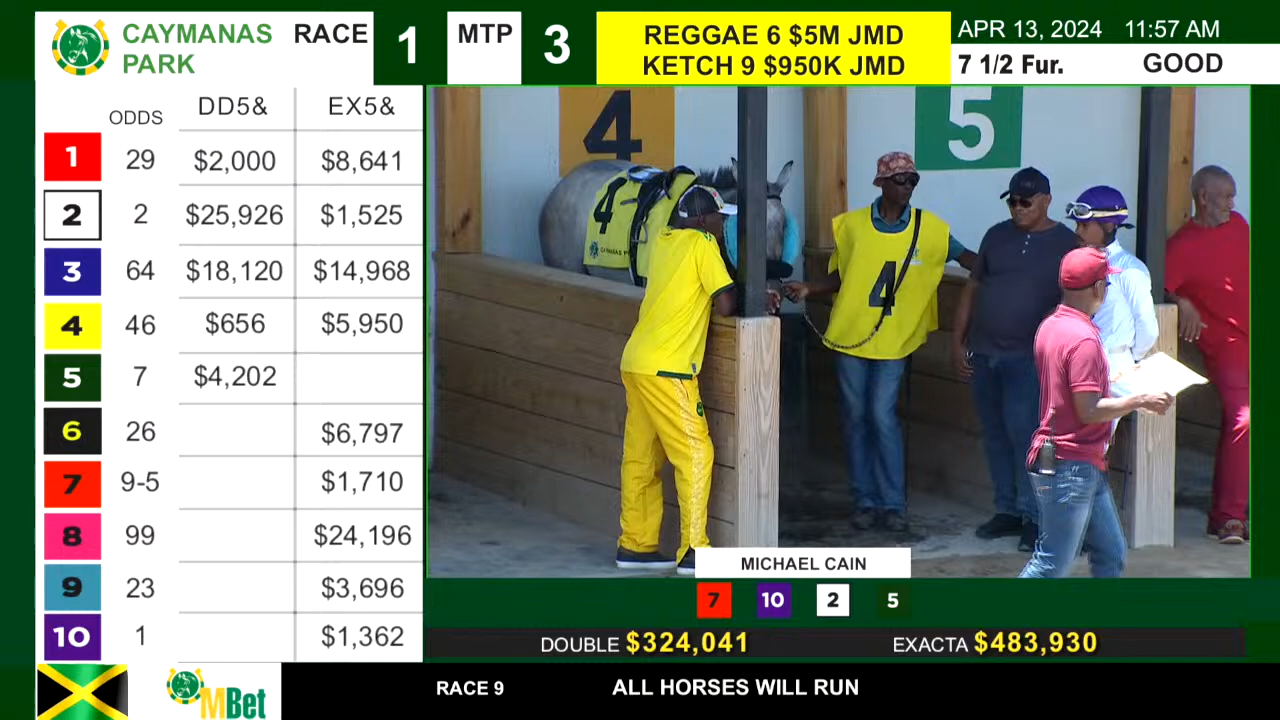 CAYMANAS PARK
RACE 1
MTP 3
REGGAE 6 $5M JMD
KETCH 9 $950K JMD
APR 13, 2024 11:57 AM
7 1/2 Fur. GOOD
ODDS DD5& EX5&
1 29 $2,000 $8,641
2 2 $25,926 $1,525
3 64 $18,120 $14,968
4 46 $656 $5,950
5 7 $4,202
6 26 $6,797
7 9-5 $1,710
8 99 $24,196
9 23 $3,696
10 1 $1,362
4
5
4
4
MICHAEL CAIN
7 10 2 5
DOUBLE $324,041 EXACTA $483,930
MBet
RACE 9 ALL HORSES WILL RUN